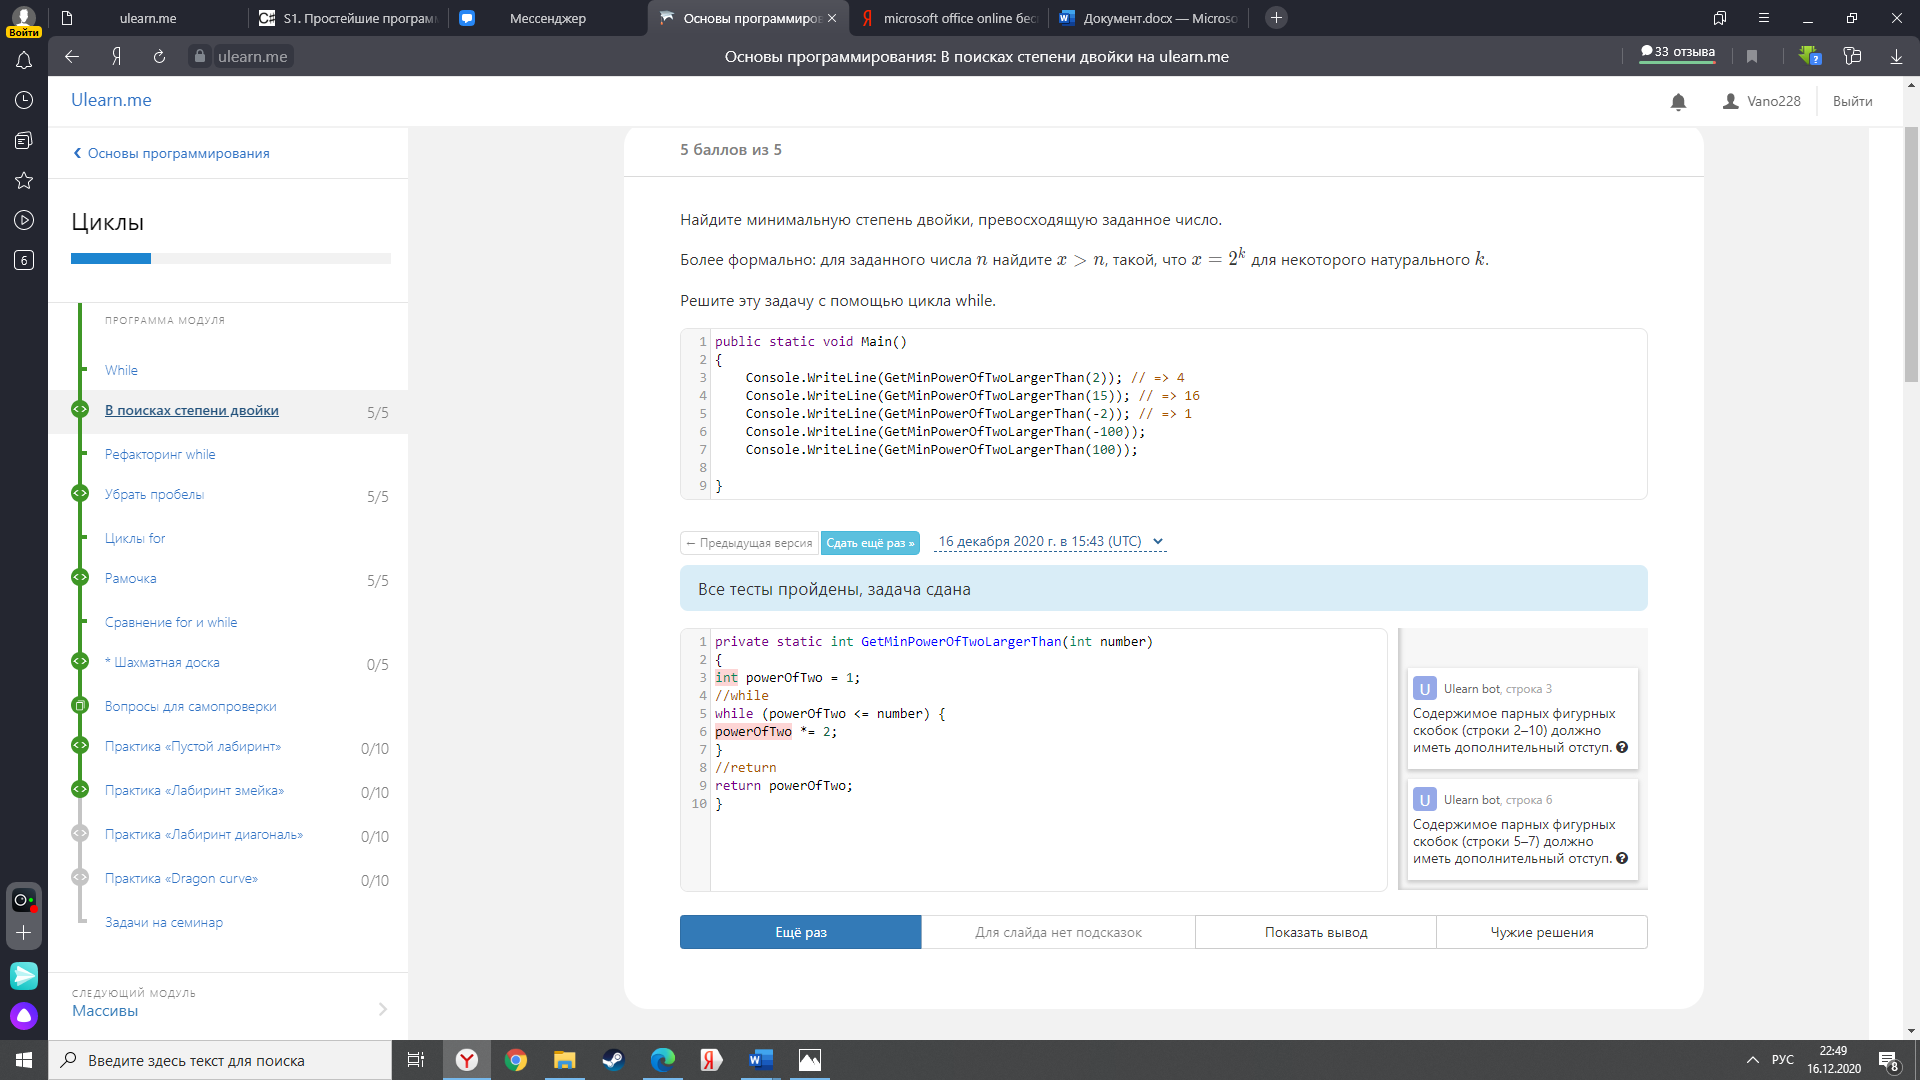 ulearn.me
S1. Простейшие програм
Мессенджер
Основы программиров
microsoft office online бес
Документ.docx — Microso
Войти
ulearn.me
Основы программирования: В поисках степени двойки на ulearn.me
33 отзыва
6
Ulearn.me
Vano228
Выйти
Основы программирования
Циклы
ПРОГРАММА МОДУЛЯ
While
В поисках степени двойки 5/5
Рефакторинг while
Убрать пробелы 5/5
Циклы for
Рамочка 5/5
Сравнение for и while
* Шахматная доска 0/5
Вопросы для самопроверки
Практика «Пустой лабиринт» 0/10
Практика «Лабиринт змейка» 0/10
Практика «Лабиринт диагональ» 0/10
Практика «Dragon curve» 0/10
Задачи на семинар
СЛЕДУЮЩИЙ МОДУЛЬ
Массивы
5 баллов из 5
Найдите минимальную степень двойки, превосходящую заданное число.
Более формально: для заданного числа n найдите x > n, такой, что x = 2^k для некоторого натурального k.
Решите эту задачу с помощью цикла while.
1 public static void Main()
2 {
3     Console.WriteLine(GetMinPowerOfTwoLargerThan(2)); // => 4
4     Console.WriteLine(GetMinPowerOfTwoLargerThan(15)); // => 16
5     Console.WriteLine(GetMinPowerOfTwoLargerThan(-2)); // => 1
6     Console.WriteLine(GetMinPowerOfTwoLargerThan(-100));
7     Console.WriteLine(GetMinPowerOfTwoLargerThan(100));
8
9 }
← Предыдущая версия Сдать ещё раз » 16 декабря 2020 г. в 15:43 (UTC)
Все тесты пройдены, задача сдана
1 private static int GetMinPowerOfTwoLargerThan(int number)
2 {
3 int powerOfTwo = 1;
4 //while
5 while (powerOfTwo <= number) {
6 powerOfTwo *= 2;
7 }
8 //return
9 return powerOfTwo;
10 }
U Ulearn bot, строка 3
Содержимое парных фигурных
скобок (строки 2–10) должно
иметь дополнительный отступ. ?
U Ulearn bot, строка 6
Содержимое парных фигурных
скобок (строки 5–7) должно
иметь дополнительный отступ. ?
Ещё раз
Для слайда нет подсказок
Показать вывод
Чужие решения
Введите здесь текст для поиска
РУС
22:49
16.12.2020
8